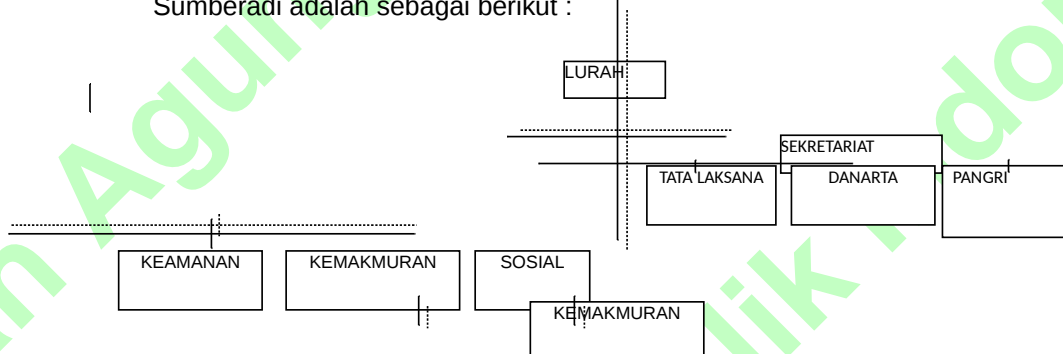 Sumberadi adalah sebagai berikut :
LURAH
SEKRETARIAT
TATA LAKSANA
DANARTA
PANGRI
KEAMANAN
KEMAKMURAN
SOSIAL
KEMAKMURAN